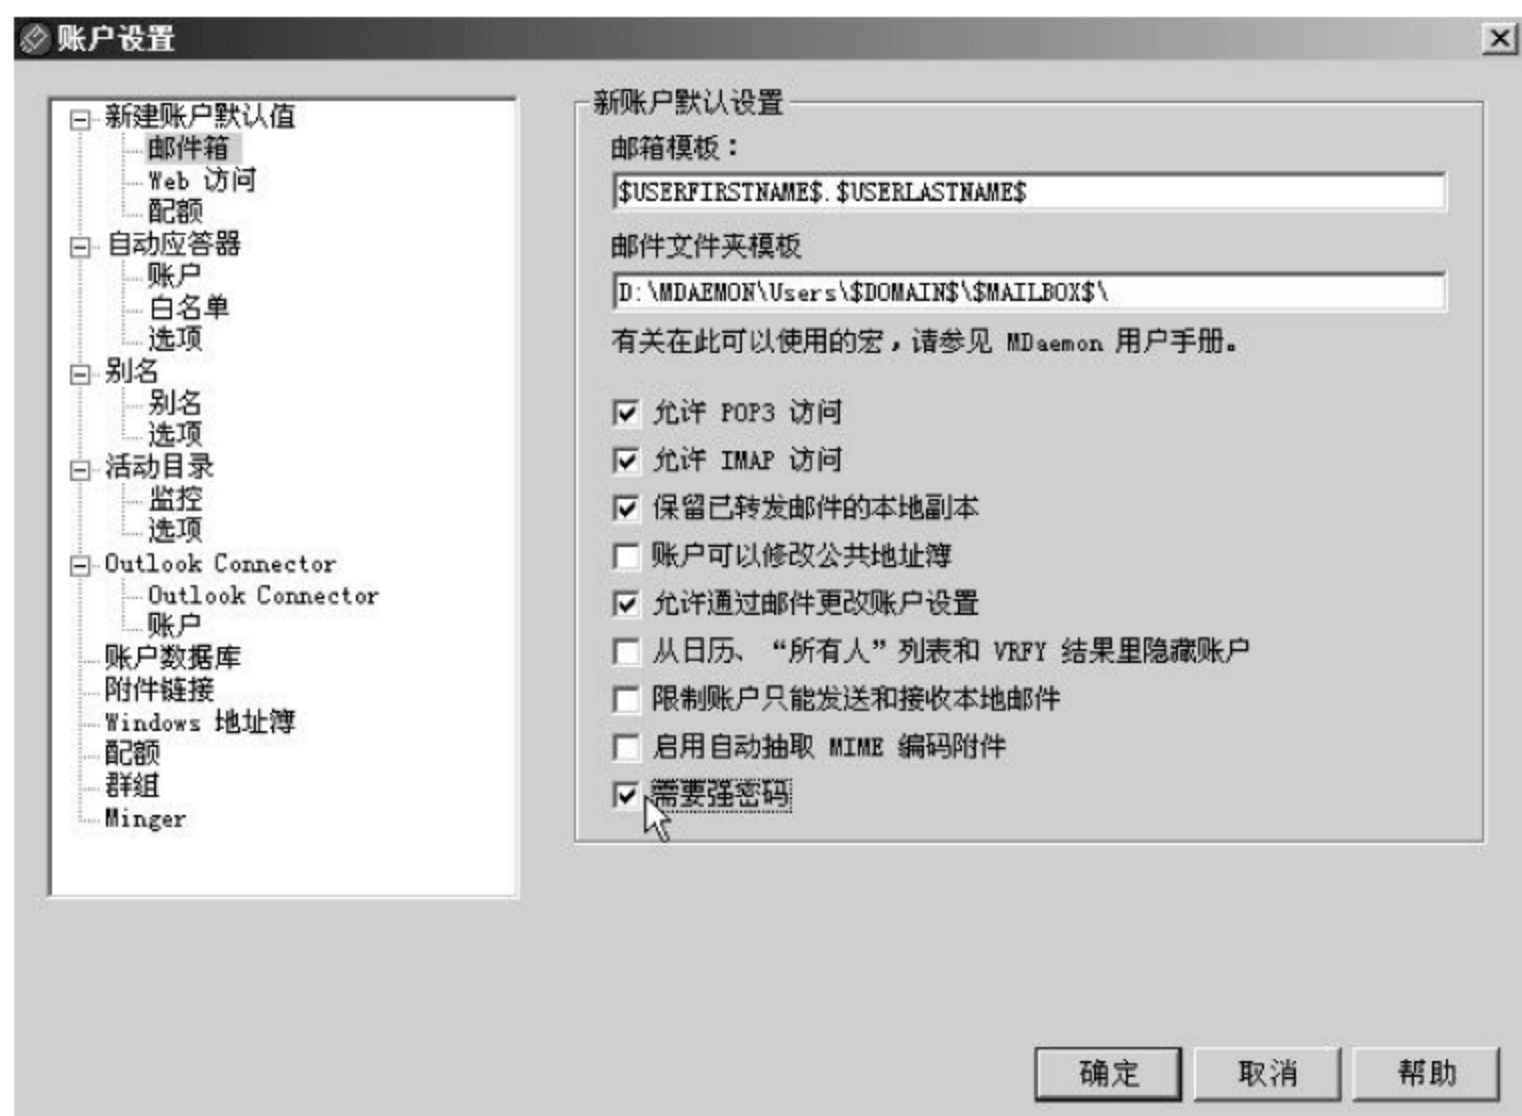 账户设置
新建账户默认值
邮件箱
Web 访问
配额
自动应答器
账户
白名单
选项
别名
别名
选项
活动目录
监控
选项
Outlook Connector
Outlook Connector
账户
账户数据库
附件链接
Windows 地址簿
配额
群组
Minger
新账户默认设置
邮箱模板：
$USERFIRSTNAME$.$USERLASTNAME$
邮件文件夹模板
D:\MDAEMON\Users\$DOMAIN$\$MAILBOX$\
有关在此可以使用的宏，请参见 MDaemon 用户手册。
允许 POP3 访问
允许 IMAP 访问
保留已转发邮件的本地副本
账户可以修改公共地址簿
允许通过邮件更改账户设置
从日历、“所有人”列表和 VRFY 结果里隐藏账户
限制账户只能发送和接收本地邮件
启用自动抽取 MIME 编码附件
需要强密码
确定
取消
帮助